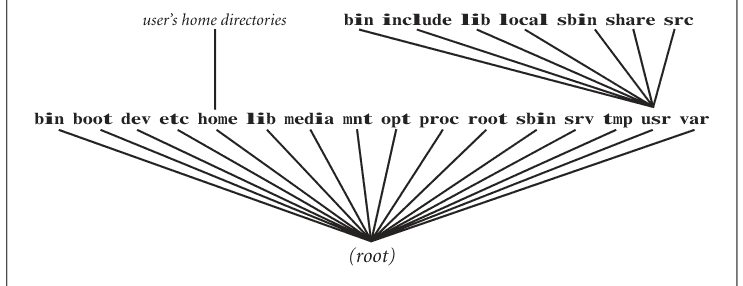 user's home directories bin include lib local sbin share src
bin boot dev etc home lib media mnt opt proc root sbin srv tmp usr var
(root)